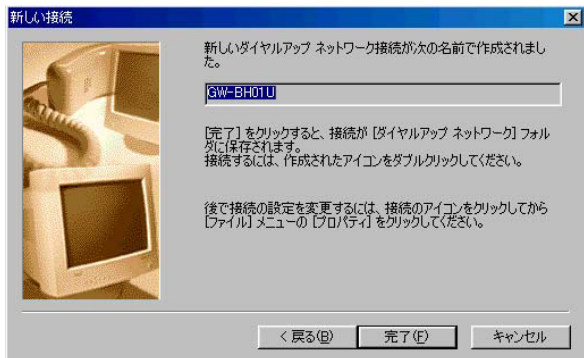 新しい接続
新しいダイヤルアップ ネットワーク接続が次の名前で作成されまし
た。
GW-BH01U
[完了] をクリックすると、接続が [ダイヤルアップ ネットワーク] フォル
ダに保存されます。
接続するには、作成されたアイコンをダブルクリックしてください。
後で接続の設定を変更するには、接続のアイコンをクリックしてから
[ファイル] メニューの [プロパティ] をクリックしてください。
< 戻る(B)
完了(F)
キャンセル